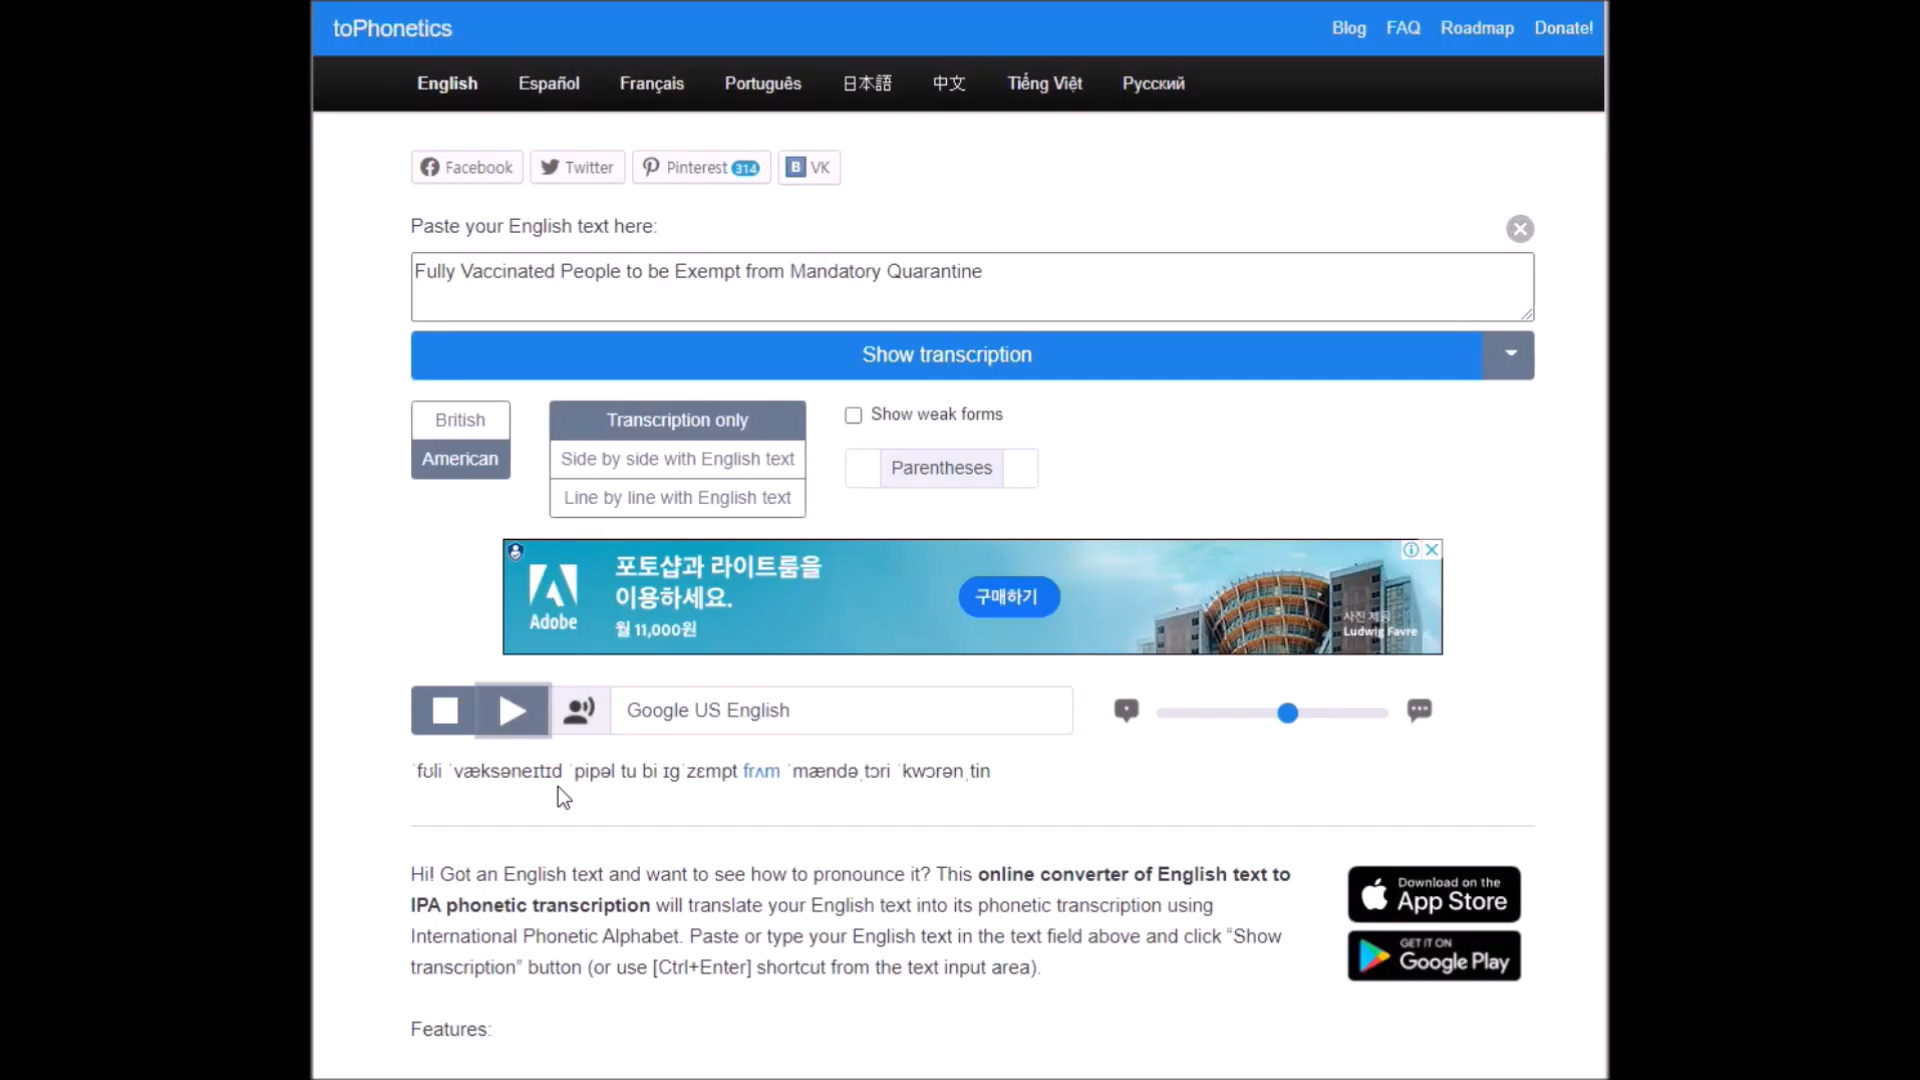 toPhonetics
Blog FAQ Roadmap Donate!
English Español Français Português 日本語 中文 Tiếng Việt Русский
Facebook Twitter Pinterest 314 B VK
Paste your English text here:
Fully Vaccinated People to be Exempt from Mandatory Quarantine
Show transcription
British
American
Transcription only
Side by side with English text
Line by line with English text
Show weak forms
Parentheses
Adobe
포토샵과 라이트룸을
이용하세요.
월 11,000원
구매하기
사진 제공
Ludwig Favre
Google US English
ˈfʊli ˈvæksəneɪtɪd ˈpipəl tu bi ɪɡˈzɛmpt frʌm ˈmændəˌtɔri ˈkwɔrənˌtin
Hi! Got an English text and want to see how to pronounce it? This online converter of English text to
IPA phonetic transcription will translate your English text into its phonetic transcription using
International Phonetic Alphabet. Paste or type your English text in the text field above and click “Show
transcription” button (or use [Ctrl+Enter] shortcut from the text input area).
Download on the
App Store
GET IT ON
Google Play
Features: